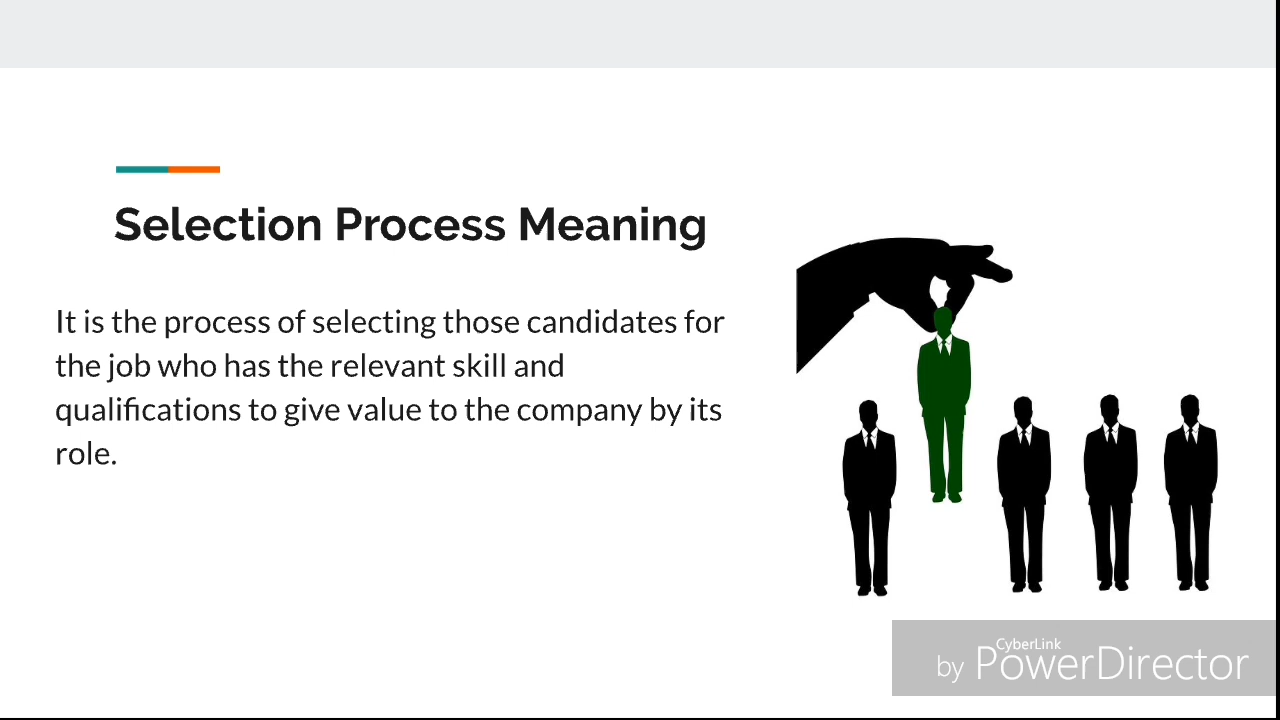 Selection Process Meaning
It is the process of selecting those candidates for
the job who has the relevant skill and
qualifications to give value to the company by its
role.
CyberLink
by PowerDirector